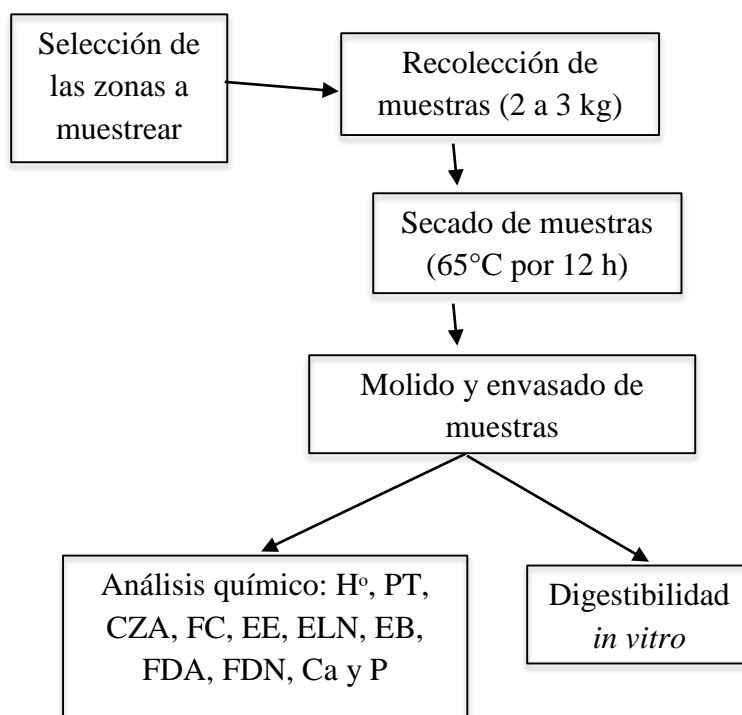 Selección de
las zonas a
muestrear
Recolección de
muestras (2 a 3 kg)
Secado de muestras
(65°C por 12 h)
Molido y envasado de
muestras
Análisis químico: Hº, PT,
CZA, FC, EE, ELN, EB,
FDA, FDN, Ca y P
Digestibilidad
in vitro